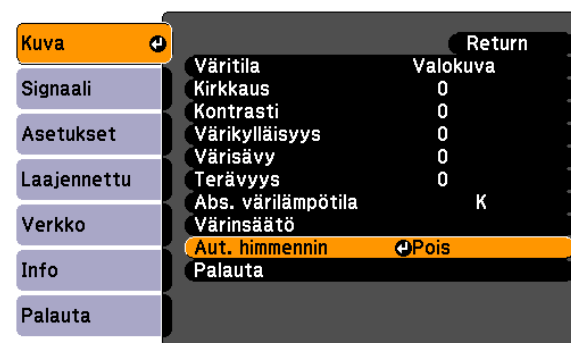 Kuva
Signaali
Asetukset
Laajennettu
Verkko
Info
Palauta
Return
Väritila Valokuva
Kirkkaus 0
Kontrasti 0
Värikylläisyys 0
Värisävy 0
Terävyys 0
Abs. värilämpötila K
Värinsäätö
Aut. himmennin Pois
Palauta